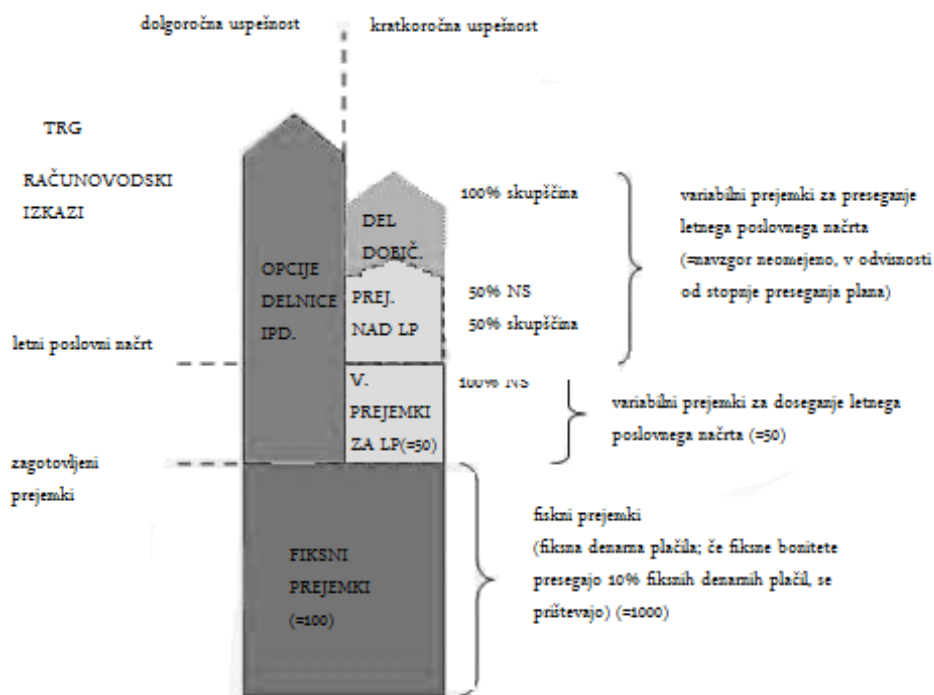 dolgoročna uspešnost
kratkoročna uspešnost
TRG
RAČUNOVODSKI
IZKAZI
letni poslovni načrt
zagotovljeni
prejemki
OPCIJE
DELNICE
IPD.
DEL
DOBIČ.
PREJ.
NAD LP
V.
PREJEMKI
ZA LP(=50)
FIKSNI
PREJEMKI
(=100)
100% skupščina
50% NS
50% skupščina
100% NS
variabilni prejemki za preseganje
letnega poslovnega načrta
(=navzgor neomejeno, v odvisnosti
od stopnje preseganja plana)
variabilni prejemki za doseganje letnega
poslovnega načrta (=50)
fiskni prejemki
(fiksna denarna plačila; če fiksne bonitete
presegajo 10% fiksnih denarnih plačil, se
prištevajo) (=1000)